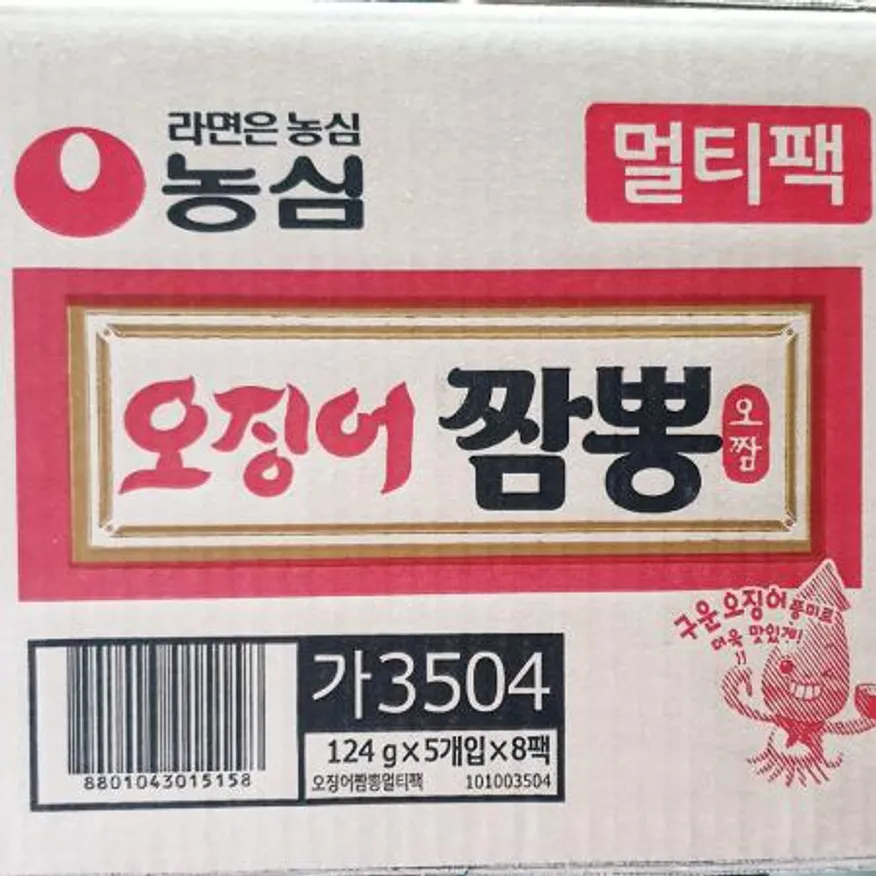 라면은 농심
농심
멀티팩
오징어 짬뽕
오짬
구운 오징어 풍미로
더욱 맛있게!
가3504
124 g×5개입×8팩
오징어짬뽕멀티팩 101003504
8801043015158